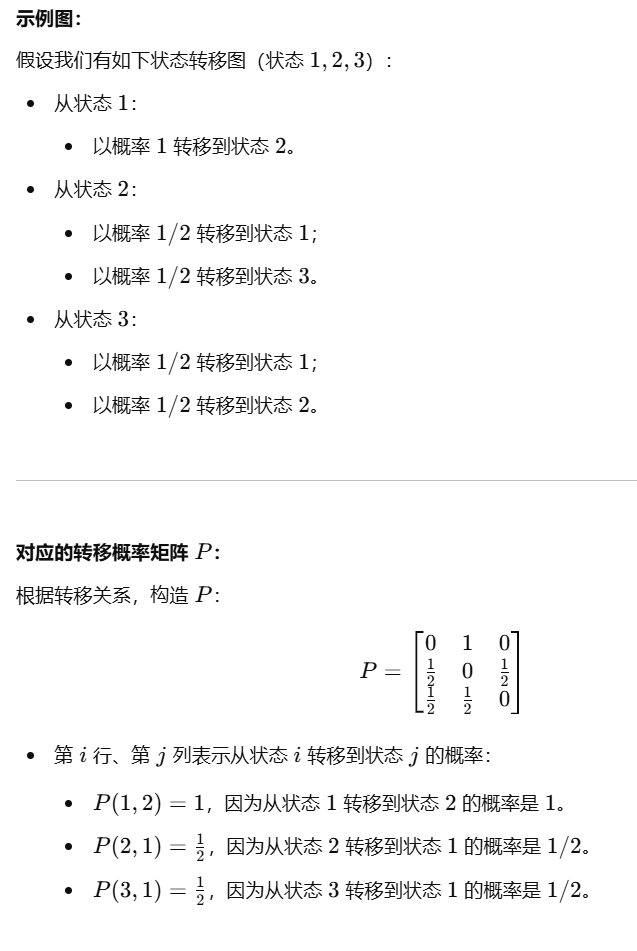 示例图：
假设我们有如下状态转移图（状态 1, 2, 3）：
• 从状态 1：
• 以概率 1 转移到状态 2。
• 从状态 2：
• 以概率 1/2 转移到状态 1；
• 以概率 1/2 转移到状态 3。
• 从状态 3：
• 以概率 1/2 转移到状态 1；
• 以概率 1/2 转移到状态 2。
对应的转移概率矩阵 P：
根据转移关系，构造 P：
P = [0 1 0
1/2 0 1/2
1/2 1/2 0]
• 第 i 行、第 j 列表示从状态 i 转移到状态 j 的概率：
• P(1, 2) = 1，因为从状态 1 转移到状态 2 的概率是 1。
• P(2, 1) = 1/2，因为从状态 2 转移到状态 1 的概率是 1/2。
• P(3, 1) = 1/2，因为从状态 3 转移到状态 1 的概率是 1/2。